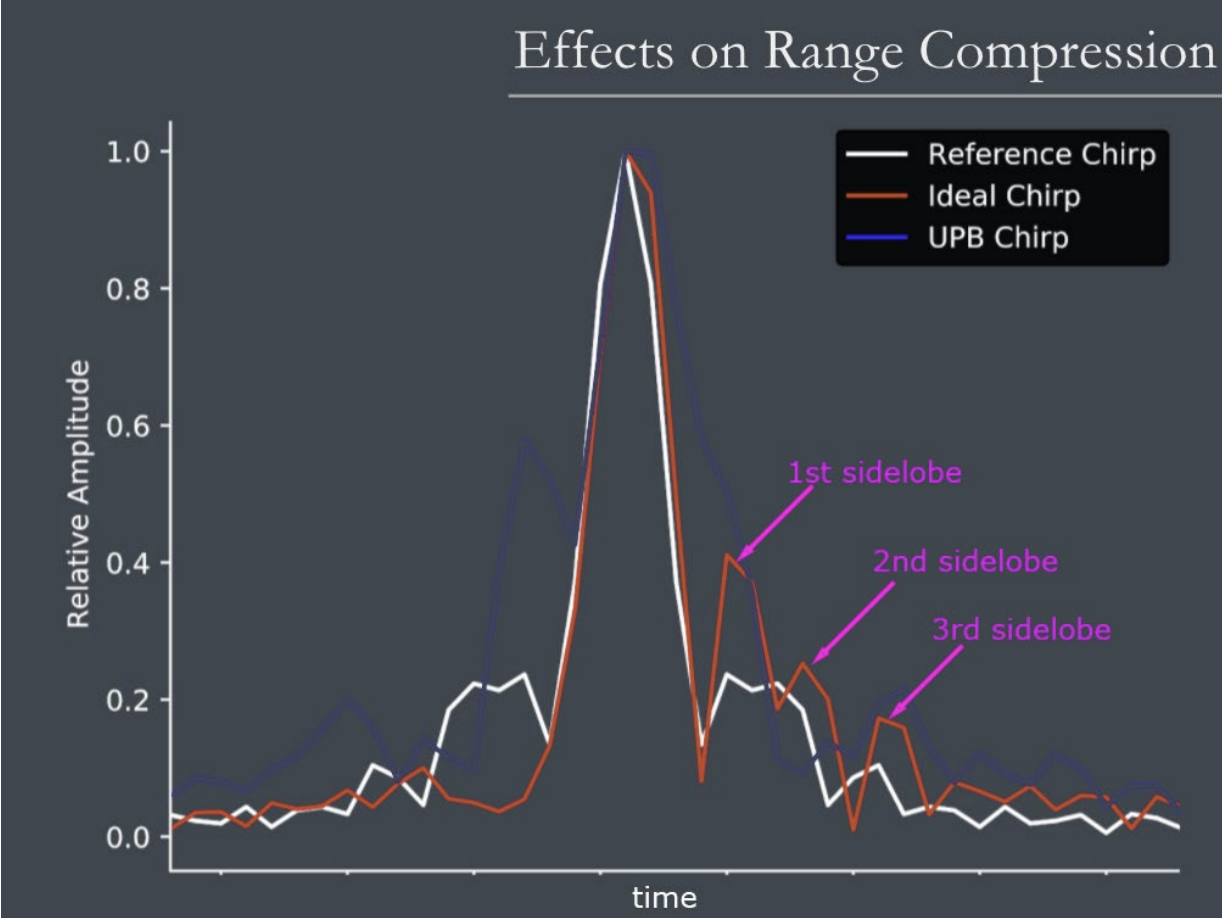 Effects on Range Compression
Reference Chirp
Ideal Chirp
UPB Chirp
1.0
0.8
0.6
0.4
0.2
0.0
Relative Amplitude
1st sidelobe
2nd sidelobe
3rd sidelobe
time